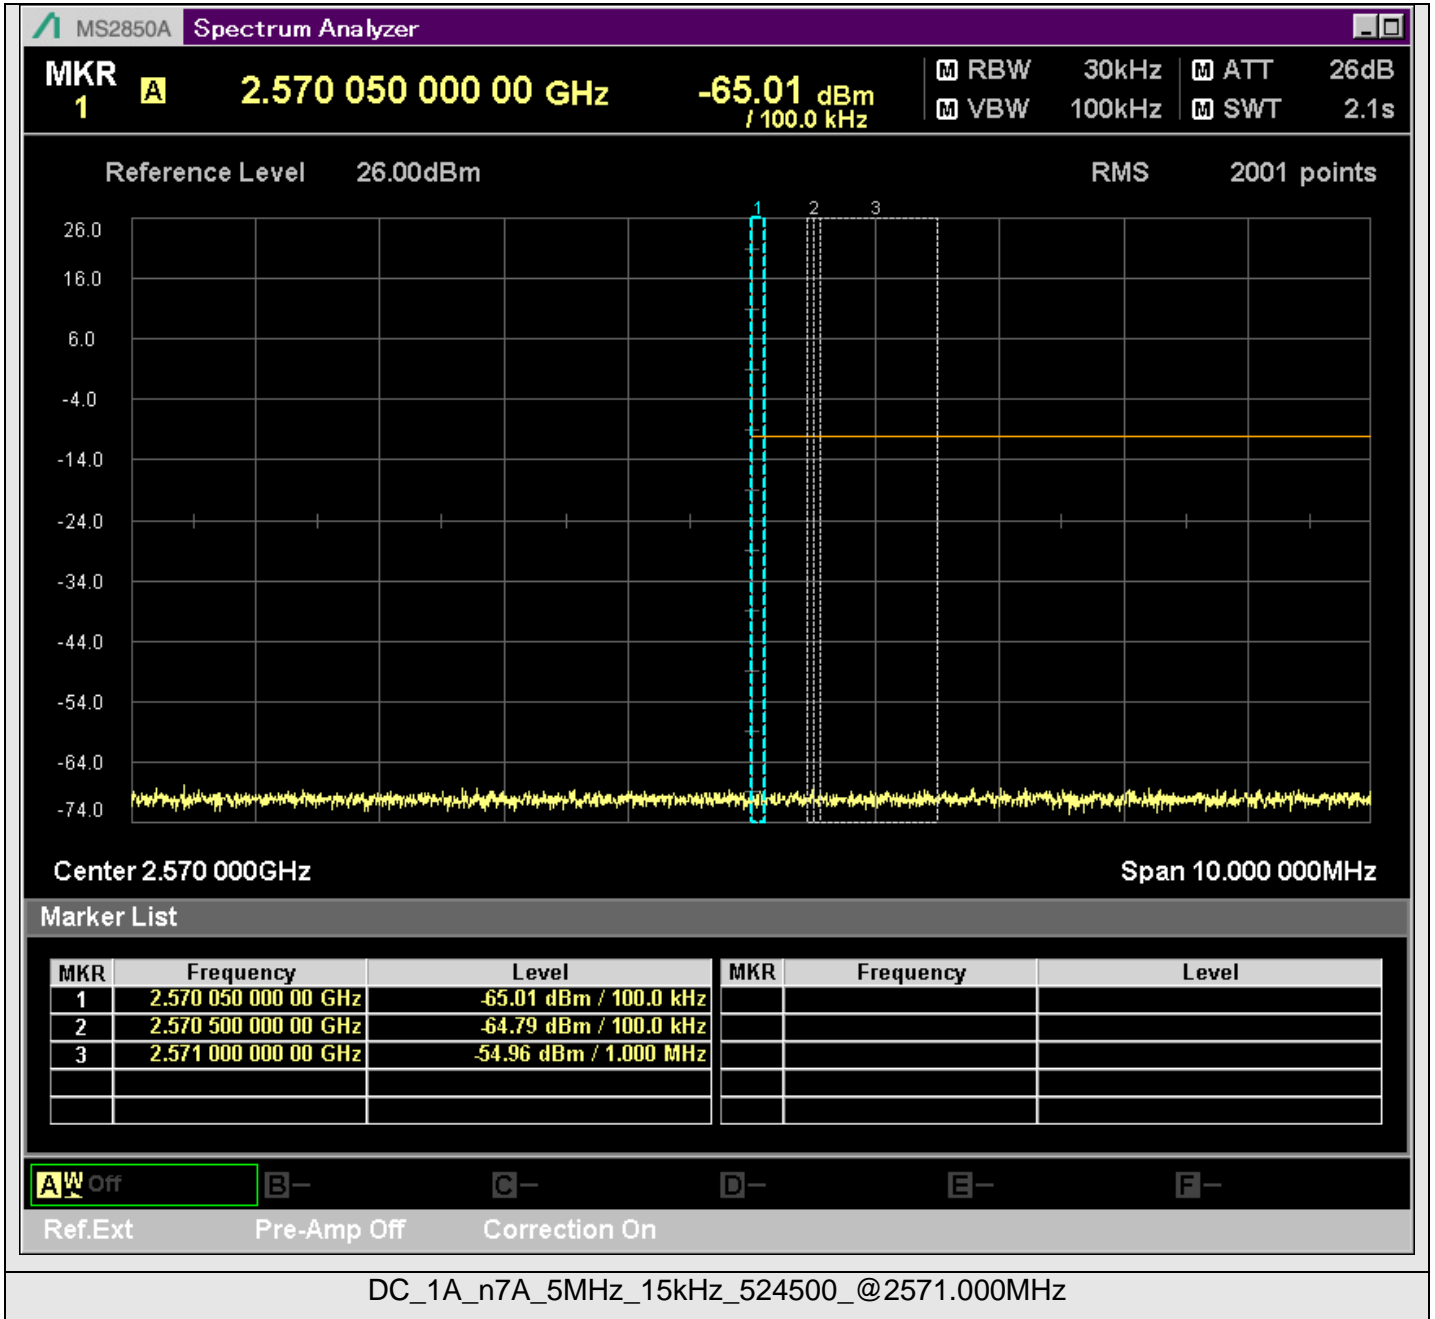 MS2850A Spectrum Analyzer
MKR 1 A 2.570 050 000 00 GHz -65.01 dBm / 100.0 kHz
M RBW 30kHz M ATT 26dB
M VBW 100kHz M SWT 2.1s
Reference Level 26.00dBm RMS 2001 points
1 2 3
26.0
16.0
6.0
-4.0
-14.0
-24.0
-34.0
-44.0
-54.0
-64.0
-74.0
Center 2.570 000GHz Span 10.000 000MHz
Marker List
MKR Frequency Level MKR Frequency Level
1 2.570 050 000 00 GHz -65.01 dBm / 100.0 kHz
2 2.570 500 000 00 GHz -64.79 dBm / 100.0 kHz
3 2.571 000 000 00 GHz -54.96 dBm / 1.000 MHz
A W Off B – C – D – E – F –
Ref.Ext Pre-Amp Off Correction On
DC_1A_n7A_5MHz_15kHz_524500_@2571.000MHz